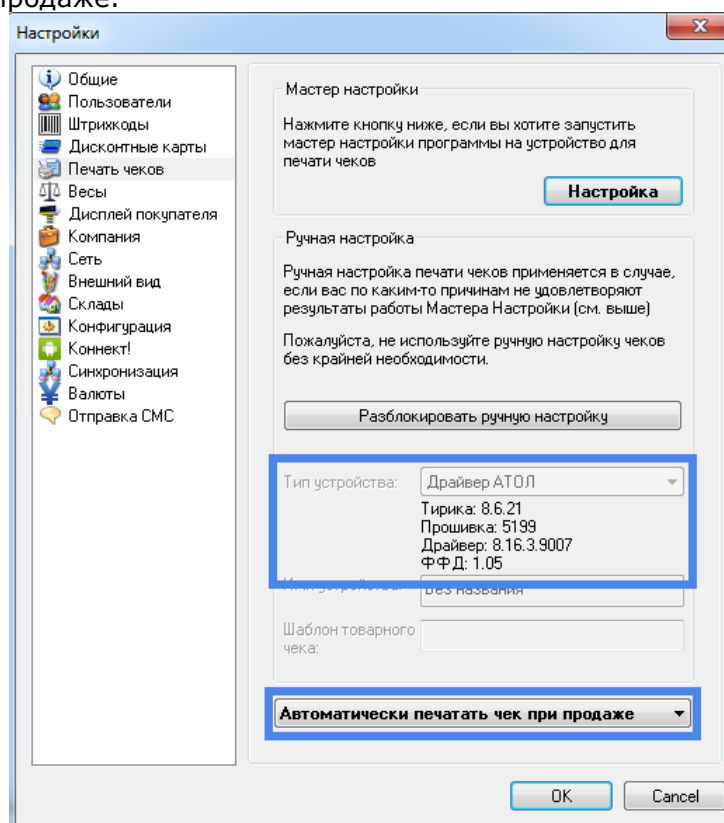 продаже.
Настройки
Общие
Пользователи
Штрихкоды
Дисконтные карты
Печать чеков
Весы
Дисплей покупателя
Компания
Сеть
Внешний вид
Склады
Конфигурация
Коннект!
Синхронизация
Валюты
Отправка СМС
Мастер настройки
Нажмите кнопку ниже, если вы хотите запустить
мастер настройки программы на устройство для
печати чеков
Настройка
Ручная настройка
Ручная настройка печати чеков применяется в случае,
если вас по каким-то причинам не удовлетворяют
результаты работы Мастера Настройки (см. выше)
Пожалуйста, не используйте ручную настройку чеков
без крайней необходимости.
Разблокировать ручную настройку
Тип устройства: Драйвер АТОЛ
Тирика: 8.6.21
Прошивка: 5199
Драйвер: 8.16.3.9007
ФФД: 1.05
Без названия
Шаблон товарного
чека:
Автоматически печатать чек при продаже
OK Cancel